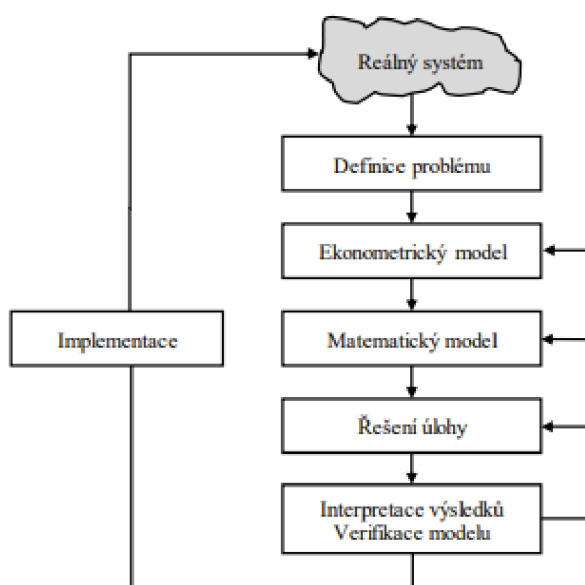 Reálný systém
Definice problému
Ekonometrický model
Implementace
Matematický model
Řešení úlohy
Interpretace výsledků
Verifikace modelu